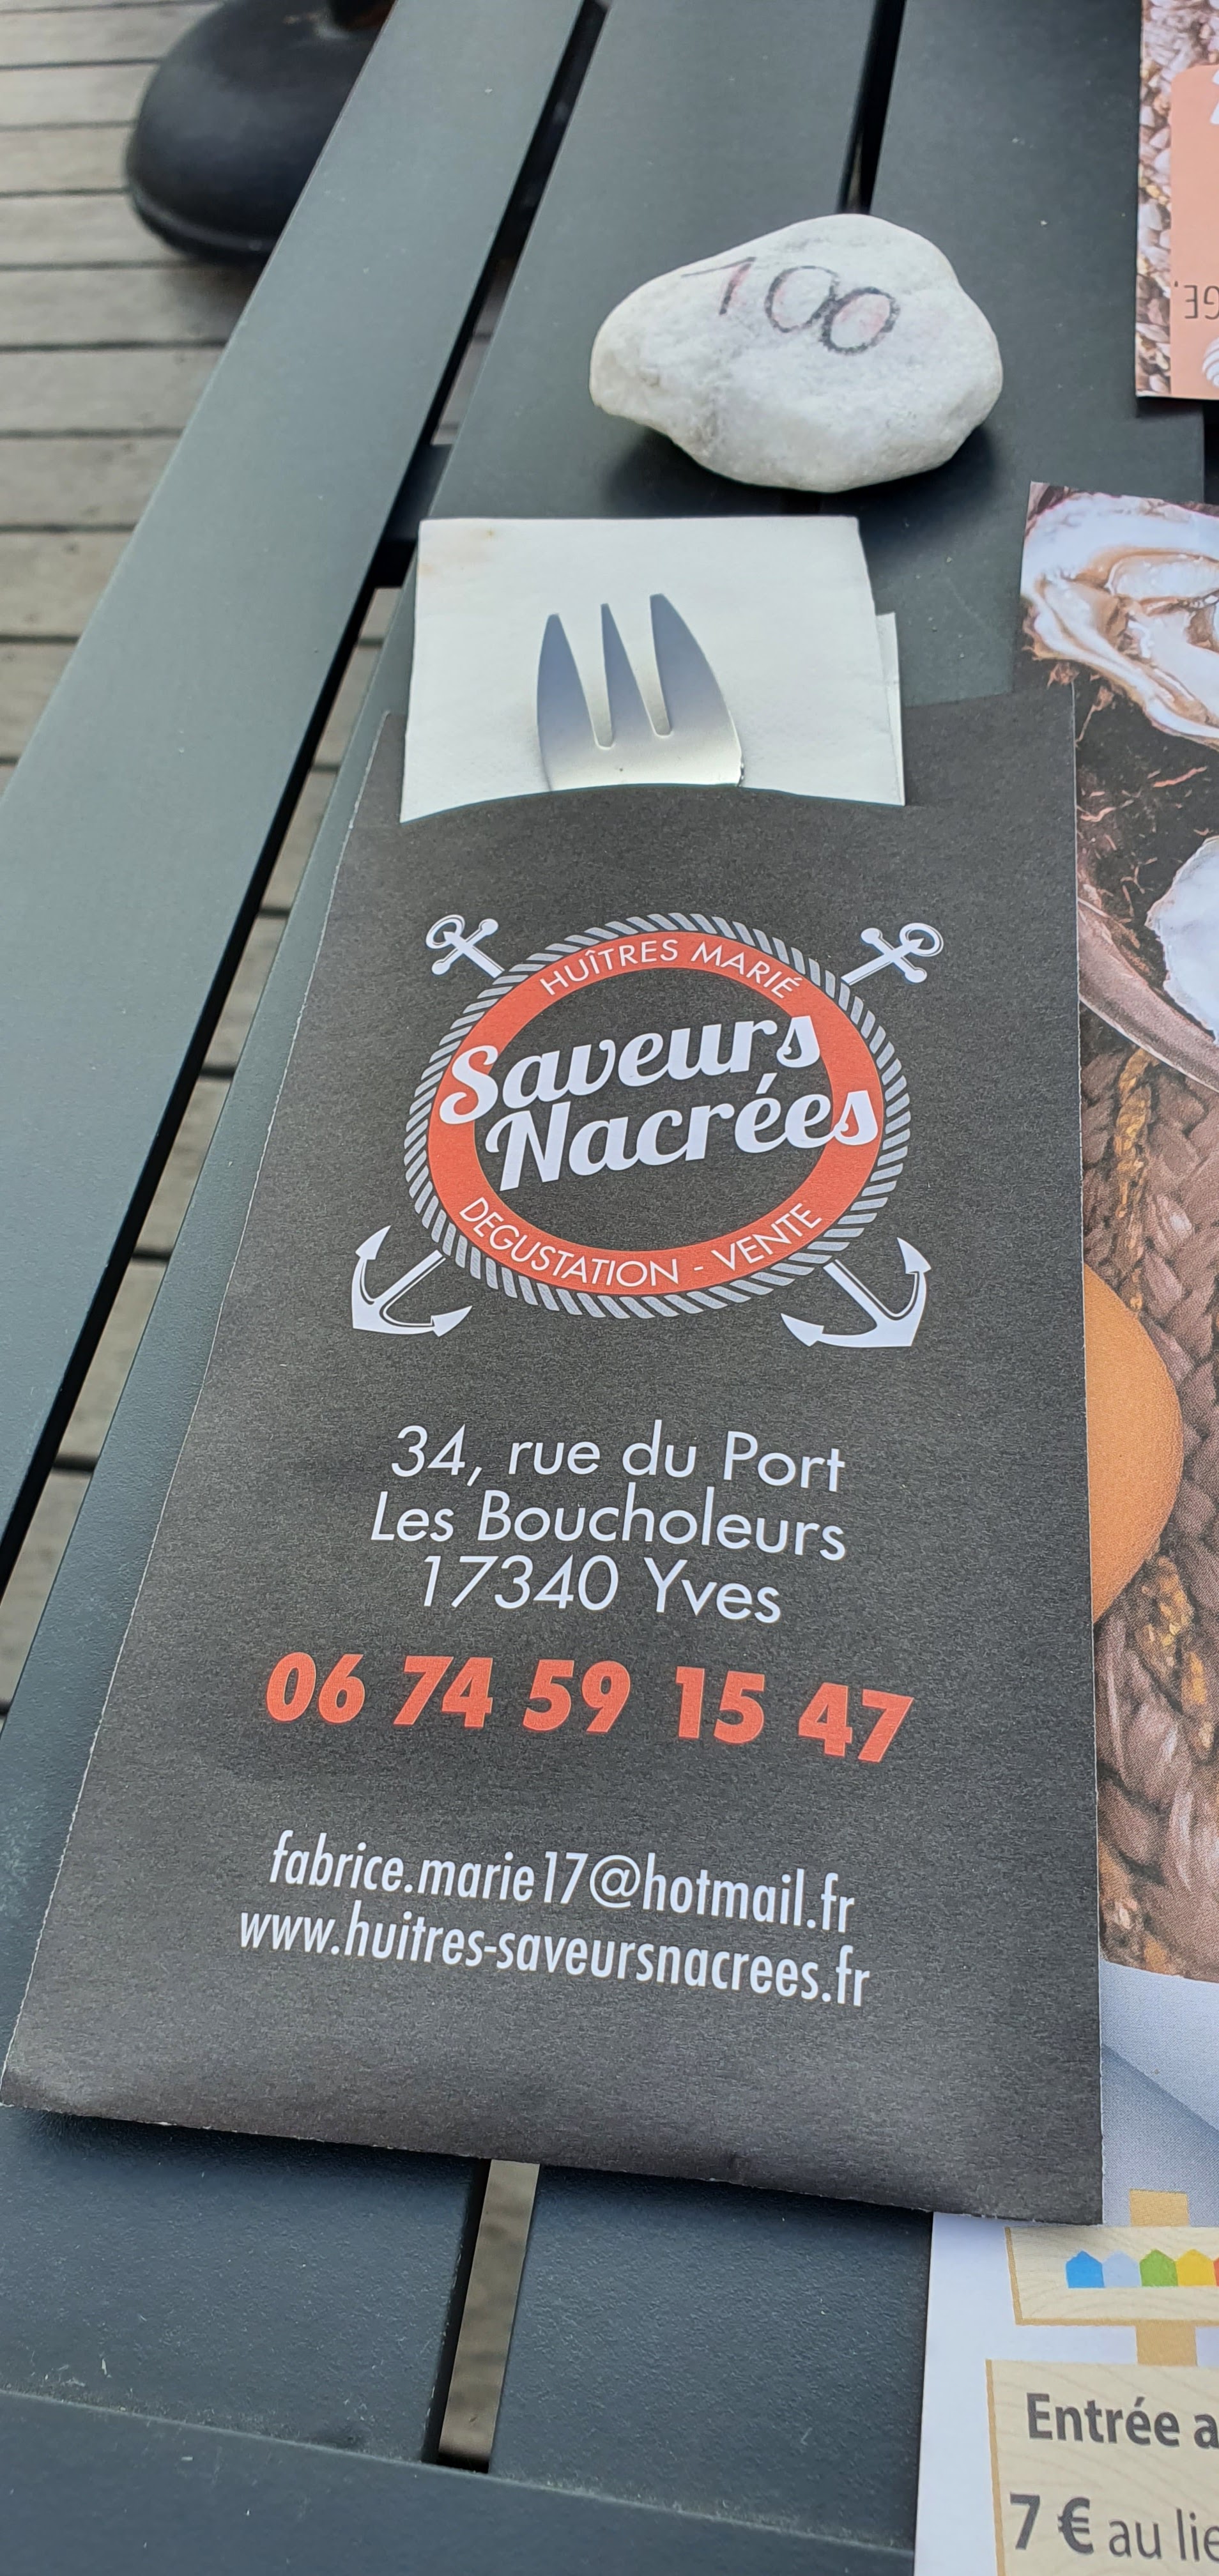 100
HUÎTRES MARIÉ
Saveurs
Nacrées
DEGUSTATION - VENTE
34, rue du Port
Les Boucholeurs
17340 Yves
06 74 59 15 47
fabrice.marie17@hotmail.fr
www.huitres-saveursnacrees.fr
Entrée a
7 € au lie